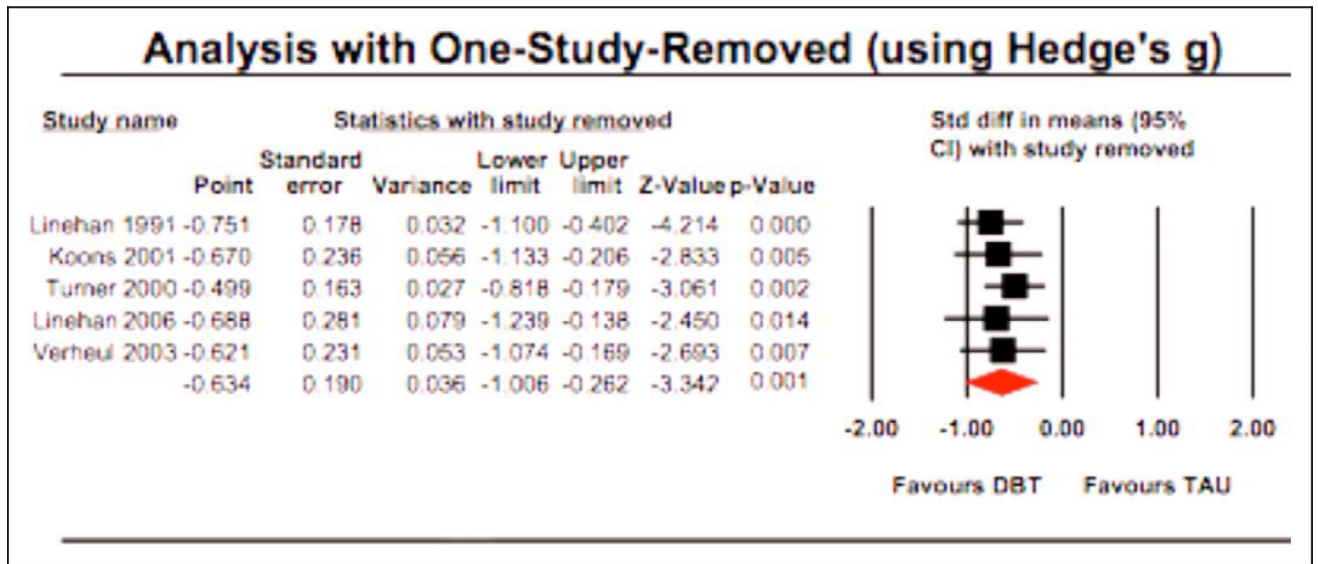 Analysis with One-Study-Removed (using Hedge's g)
Study name Statistics with study removed Std diff in means (95% CI) with study removed
Point Standard error Variance Lower limit Upper limit Z-Value p-Value
Linehan 1991 -0.751 0.178 0.032 -1.100 -0.402 -4.214 0.000
Koons 2001 -0.670 0.236 0.056 -1.133 -0.206 -2.833 0.005
Turner 2000 -0.499 0.163 0.027 -0.818 -0.179 -3.061 0.002
Linehan 2006 -0.688 0.281 0.079 -1.239 -0.138 -2.450 0.014
Verheul 2003 -0.621 0.231 0.053 -1.074 -0.169 -2.693 0.007
-0.634 0.190 0.036 -1.006 -0.262 -3.342 0.001
-2.00 -1.00 0.00 1.00 2.00
Favours DBT Favours TAU